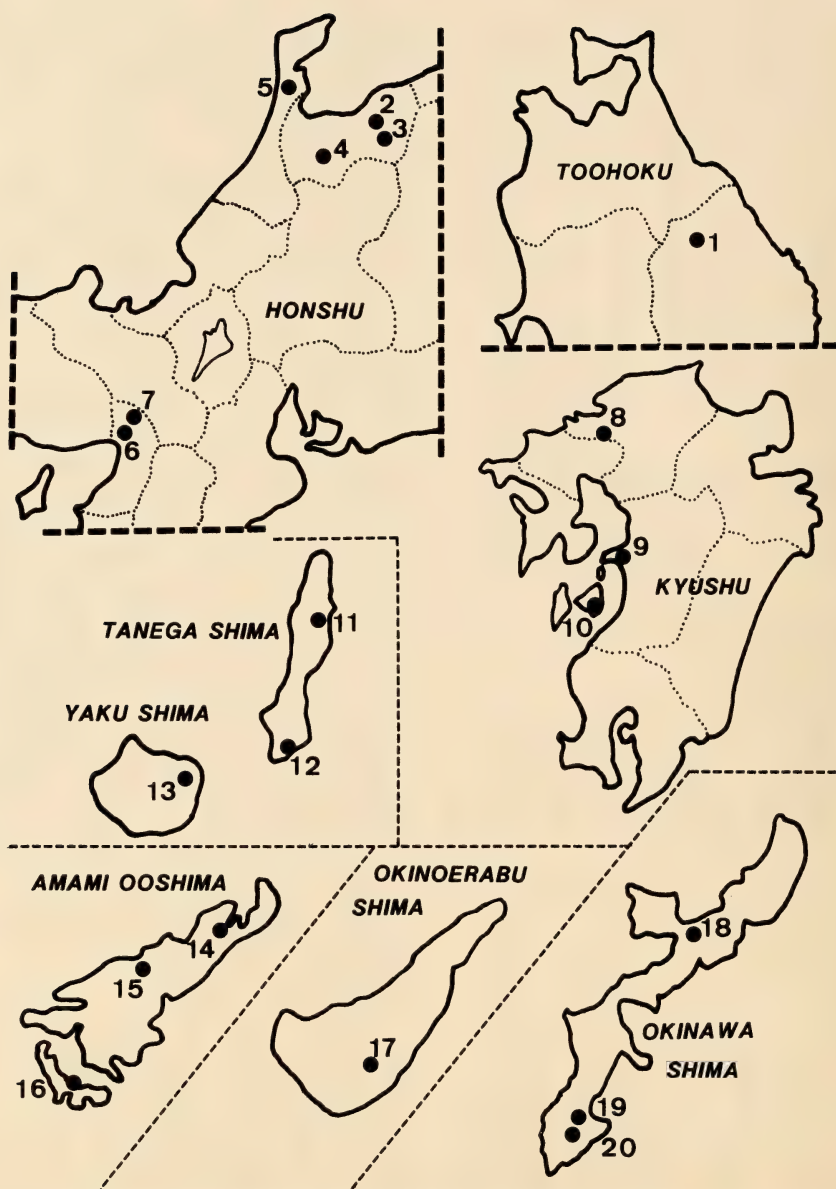 5
2
3
4
HONSHU
7
6
TOOHOKU
1
8
9
KYUSHU
10
TANEGA SHIMA
11
YAKU SHIMA
12
13
AMAMI OOSHIMA
14
15
16
OKINOERABU
SHIMA
17
18
OKINAWA
SHIMA
19
20